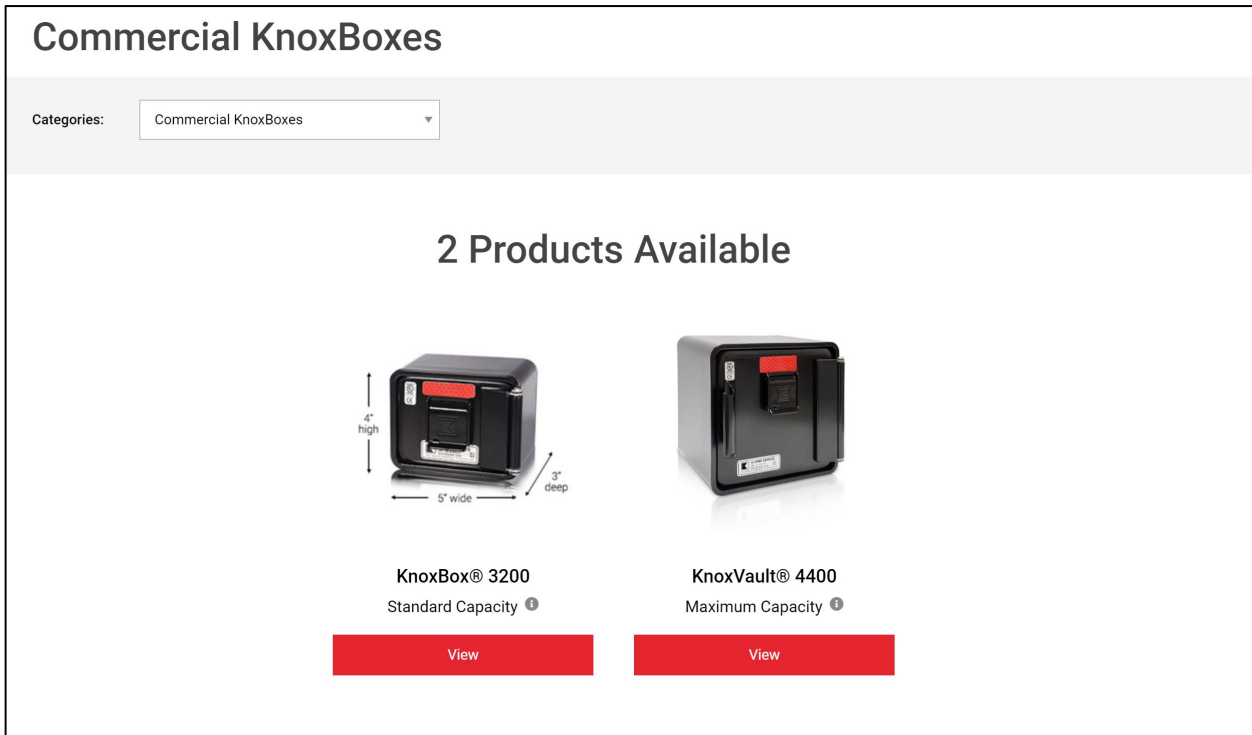 Commercial KnoxBoxes
Categories:
Commercial KnoxBoxes
2 Products Available
4"
high
5" wide
3"
deep
KnoxBox® 3200
KnoxVault® 4400
Standard Capacity
Maximum Capacity
View
View